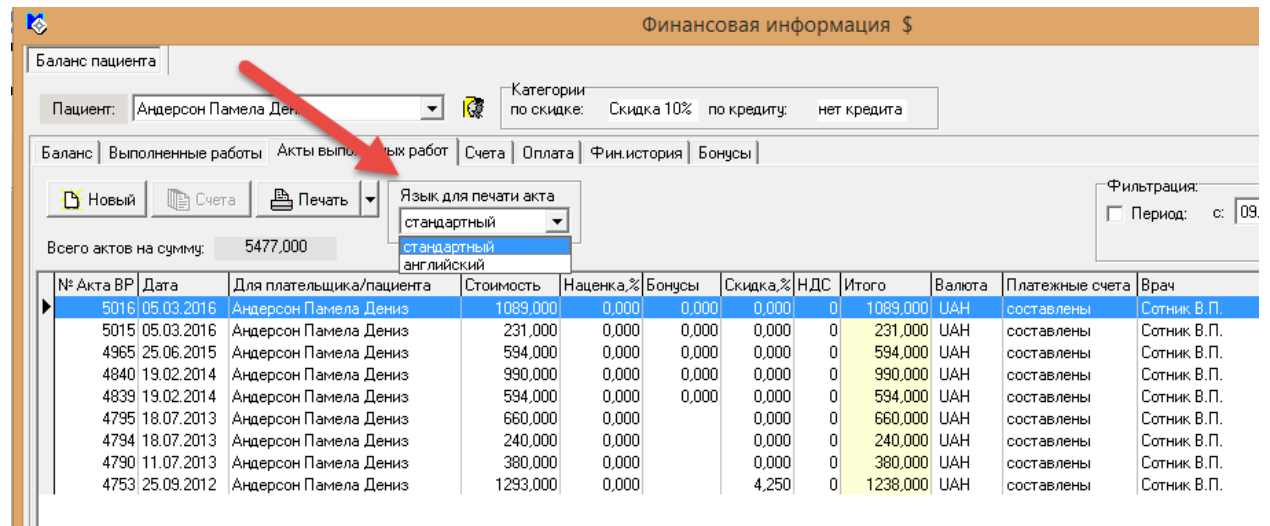 Финансовая информация $
Баланс пациента
Категории
Пациент: Андерсон Памела по скидке: Скидка 10% по кредиту: нет кредита
Баланс Выполненные работы Акты работ Счета Оплата Фин.история Бонусы
Новый Счета Печать Язык для печати акта Фильтрация:
стандартный Период: с: 09.
Всего актов на сумму: 5477,000 стандартный
английский
№ Акта ВР Дата Для плательщика/пациента Стоимость Наценка,% Бонусы Скидка,% НДС Итого Валюта Платежные счета Врач
5016 05.03.2016 Андерсон Памела Дениз 1089,000 0,000 0,000 0,000 0 1089,000 UAH составлены Сотник В.П.
5015 05.03.2016 Андерсон Памела Дениз 231,000 0,000 0,000 0,000 0 231,000 UAH составлены Сотник В.П.
4965 25.06.2015 Андерсон Памела Дениз 594,000 0,000 0,000 0,000 0 594,000 UAH составлены Сотник В.П.
4840 19.02.2014 Андерсон Памела Дениз 990,000 0,000 0,000 0,000 0 990,000 UAH составлены Сотник В.П.
4839 19.02.2014 Андерсон Памела Дениз 594,000 0,000 0,000 0,000 0 594,000 UAH составлены Сотник В.П.
4795 18.07.2013 Андерсон Памела Дениз 660,000 0,000 0,000 0 660,000 UAH составлены Сотник В.П.
4794 18.07.2013 Андерсон Памела Дениз 240,000 0,000 0,000 0 240,000 UAH составлены Сотник В.П.
4790 11.07.2013 Андерсон Памела Дениз 380,000 0,000 0,000 0 380,000 UAH составлены Сотник В.П.
4753 25.09.2012 Андерсон Памела Дениз 1293,000 0,000 4,250 0 1238,000 UAH составлены Сотник В.П.